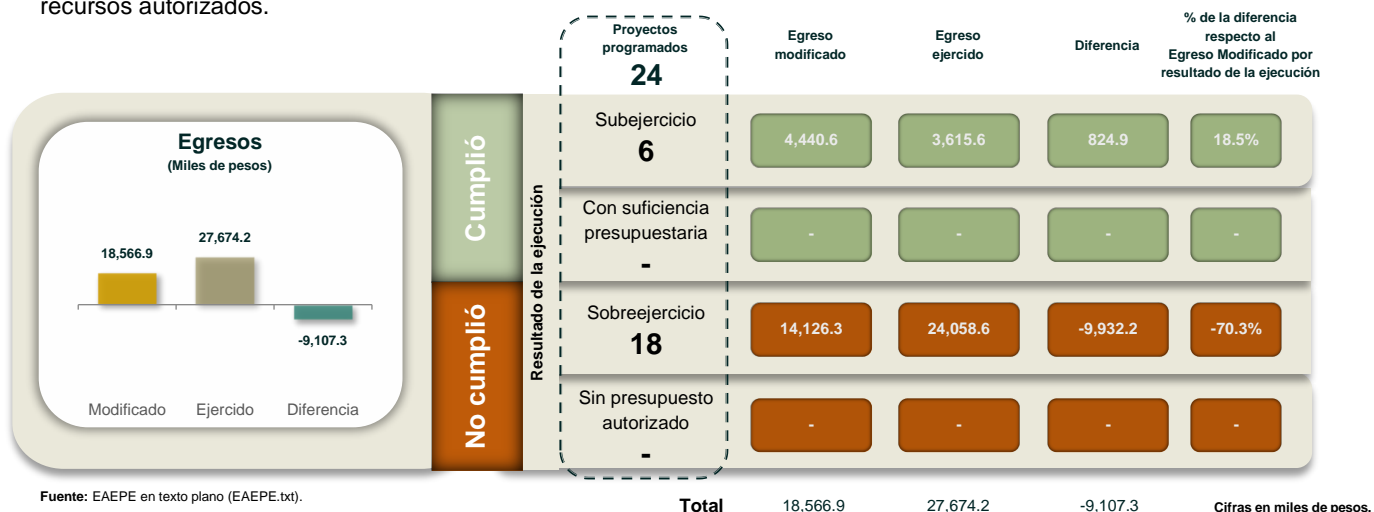 recursos autorizados.
Proyectos
programados
24
Egreso
modificado
Egreso
ejercido
Diferencia
% de la diferencia
respecto al
Egreso Modificado por
resultado de la ejecución
Egresos
(Miles de pesos)
18,566.9
27,674.2
-9,107.3
Modificado Ejercido Diferencia
Cumplió
No cumplió
Resultado de la ejecución
Subejercicio
6
4,440.6 3,615.6 824.9 18.5%
Con suficiencia
presupuestaria
-
- - - -
Sobreejercicio
18
14,126.3 24,058.6 -9,932.2 -70.3%
Sin presupuesto
autorizado
-
- - - -
Fuente: EAEPE en texto plano (EAEPE.txt).
Total 18,566.9 27,674.2 -9,107.3 Cifras en miles de pesos.